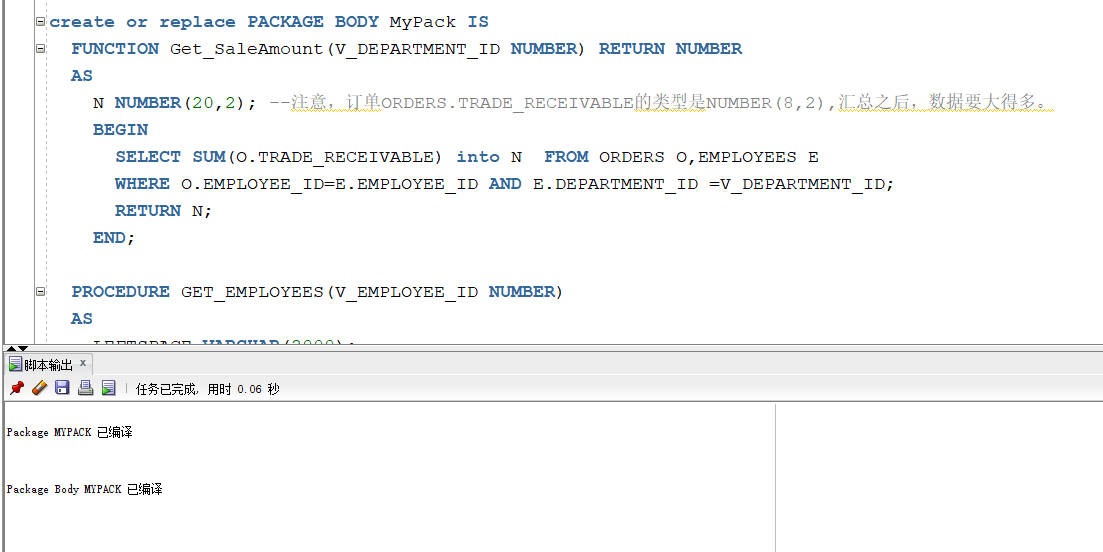 create or replace PACKAGE BODY MyPack IS
FUNCTION Get_SaleAmount(V_DEPARTMENT_ID NUMBER) RETURN NUMBER
AS
N NUMBER(20,2); --注意，订单ORDERS.TRADE_RECEIVABLE的类型是NUMBER(8,2),汇总之后，数据要大得多。
BEGIN
SELECT SUM(O.TRADE_RECEIVABLE) into N  FROM ORDERS O,EMPLOYEES E
WHERE O.EMPLOYEE_ID=E.EMPLOYEE_ID AND E.DEPARTMENT_ID =V_DEPARTMENT_ID;
RETURN N;
END;
PROCEDURE GET_EMPLOYEES(V_EMPLOYEE_ID NUMBER)
AS
LEFTSPACE VARCHAR(2000);
脚本输出 x
任务已完成, 用时 0.06 秒
Package MYPACK 已编译
Package Body MYPACK 已编译